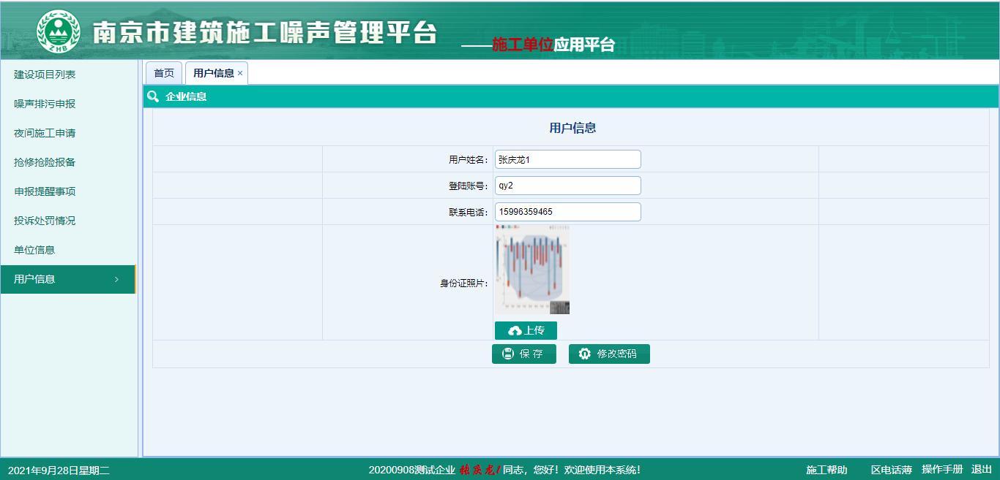 南京市建筑施工噪声管理平台
——施工单位应用平台
ZHB
建设项目列表
噪声排污申报
夜间施工申请
抢修抢险报备
申报提醒事项
投诉处罚情况
单位信息
用户信息
首页 用户信息 ×
企业信息
用户信息
用户姓名： 张庆龙1
登陆账号： qy2
联系电话： 15996359465
身份证照片：
上传
保 存 修改密码
2021年9月28日星期二 20200908测试企业 张庆龙1 同志，您好！欢迎使用本系统！ 施工帮助 区电话薄 操作手册 退出